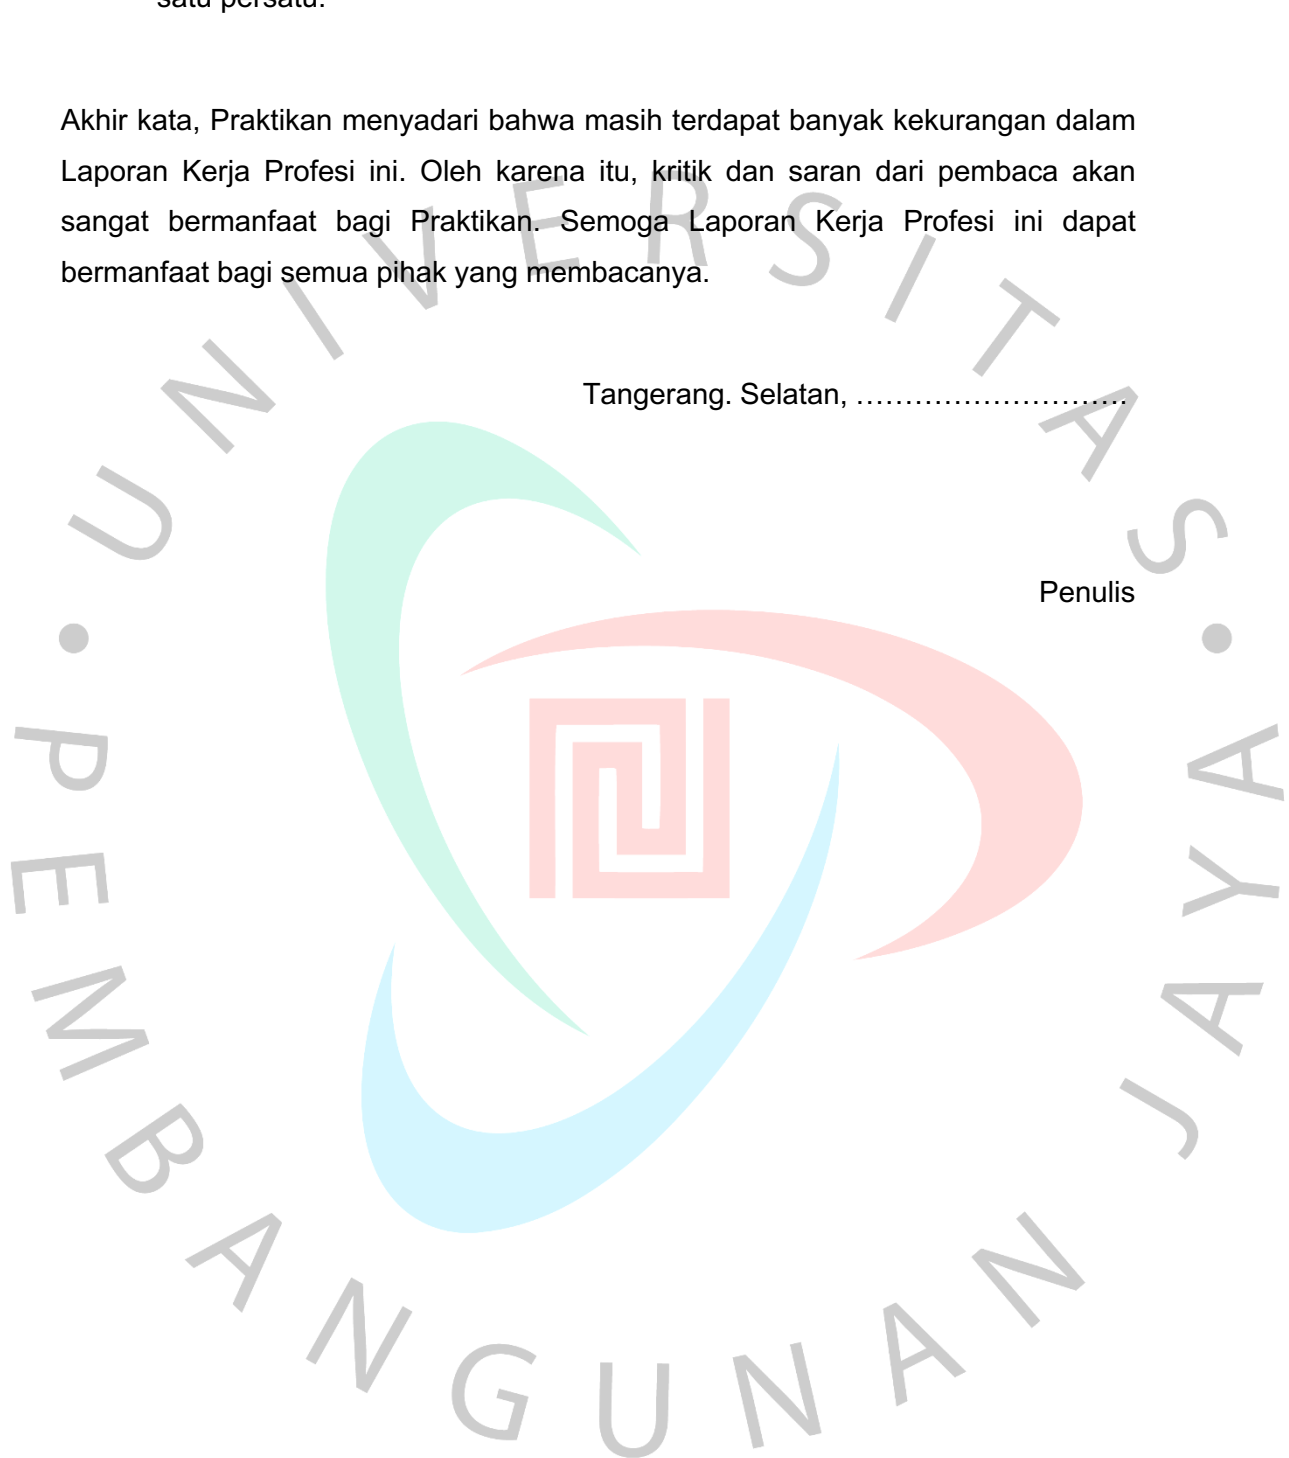 satu persatu.
Akhir kata, Praktikan menyadari bahwa masih terdapat banyak kekurangan dalam
Laporan Kerja Profesi ini. Oleh karena itu, kritik dan saran dari pembaca akan
sangat bermanfaat bagi Praktikan. Semoga Laporan Kerja Profesi ini dapat
bermanfaat bagi semua pihak yang membacanya.
Tangerang. Selatan, ……………………….
Penulis
UNIVERSITAS • PEMBANGUNAN JAYA •